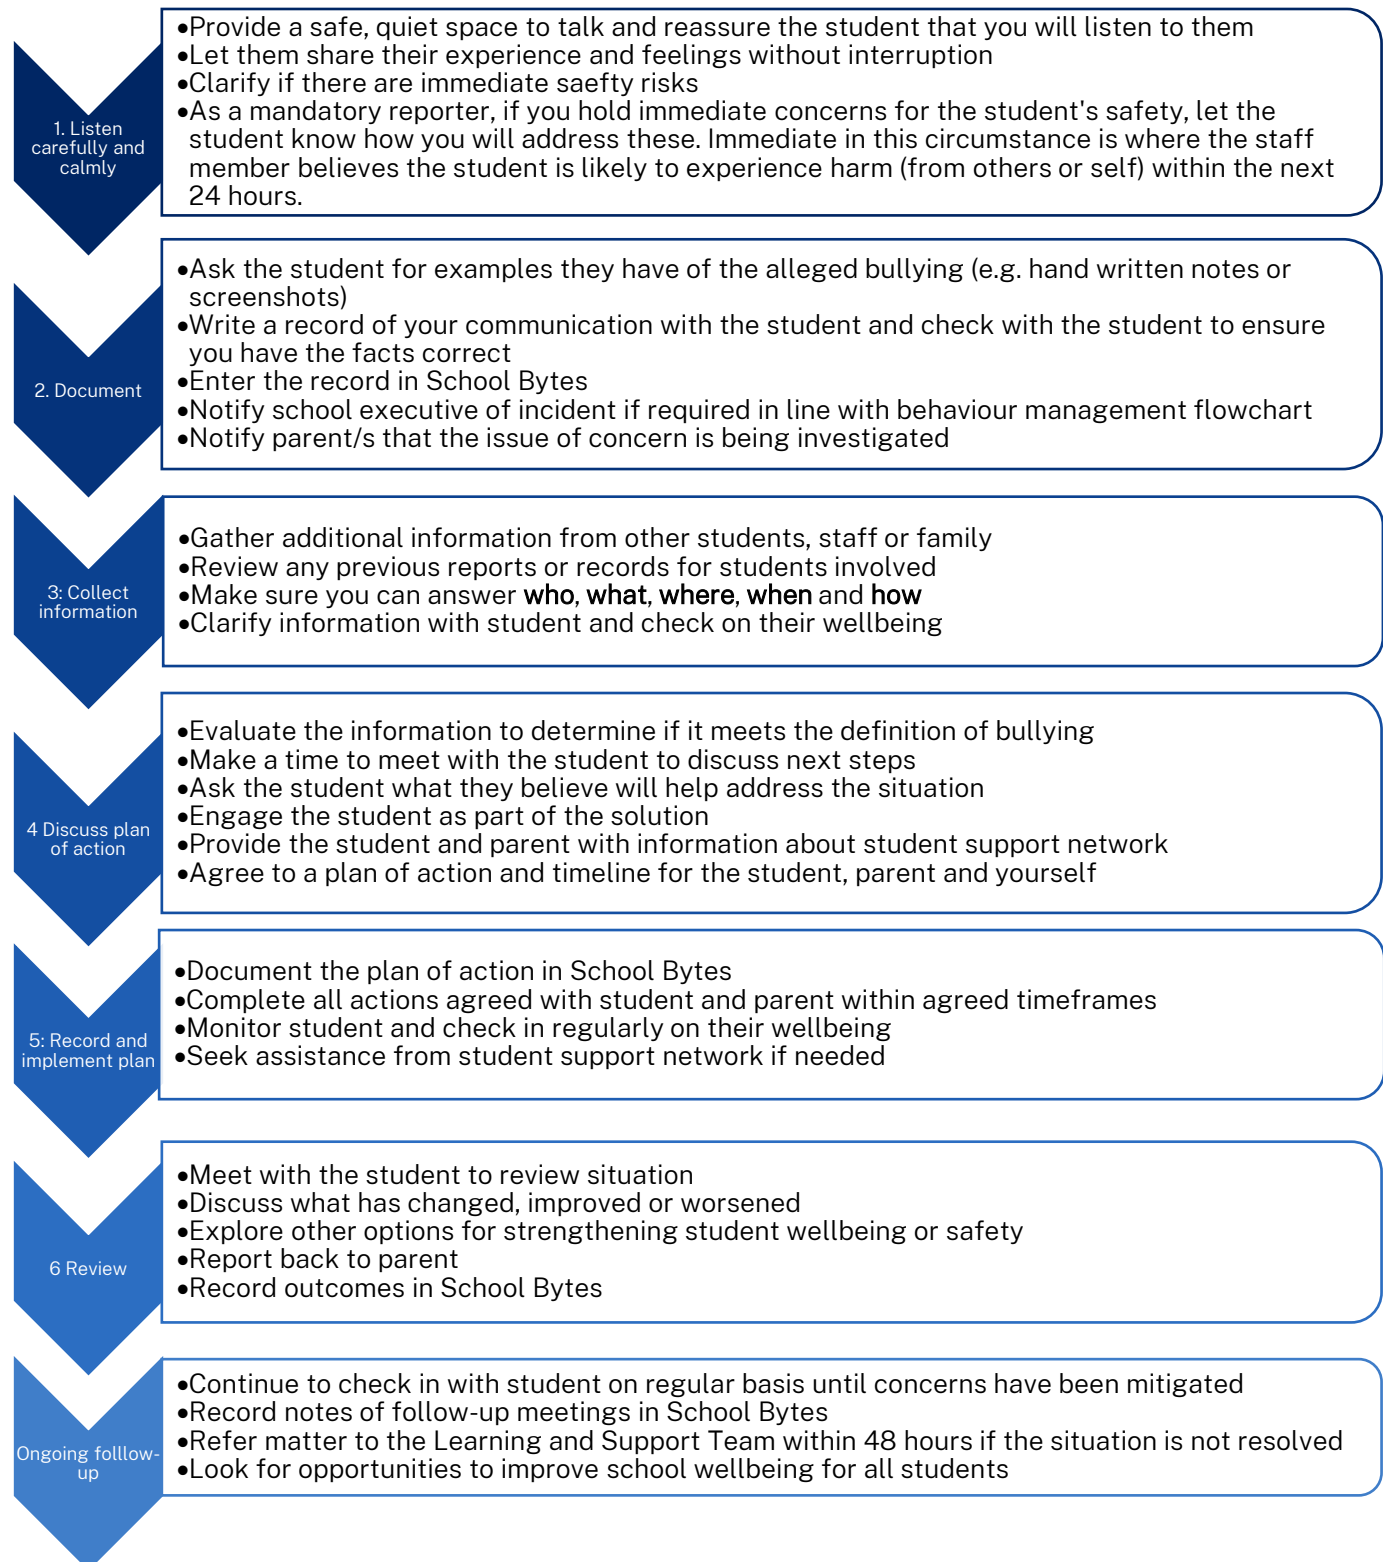 1. Listen
carefully and
calmly
•Provide a safe, quiet space to talk and reassure the student that you will listen to them
•Let them share their experience and feelings without interruption
•Clarify if there are immediate saefty risks
•As a mandatory reporter, if you hold immediate concerns for the student's safety, let the
student know how you will address these. Immediate in this circumstance is where the staff
member believes the student is likely to experience harm (from others or self) within the next
24 hours.
2. Document
•Ask the student for examples they have of the alleged bullying (e.g. hand written notes or
screenshots)
•Write a record of your communication with the student and check with the student to ensure
you have the facts correct
•Enter the record in School Bytes
•Notify school executive of incident if required in line with behaviour management flowchart
•Notify parent/s that the issue of concern is being investigated
3: Collect
information
•Gather additional information from other students, staff or family
•Review any previous reports or records for students involved
•Make sure you can answer who, what, where, when and how
•Clarify information with student and check on their wellbeing
4 Discuss plan
of action
•Evaluate the information to determine if it meets the definition of bullying
•Make a time to meet with the student to discuss next steps
•Ask the student what they believe will help address the situation
•Engage the student as part of the solution
•Provide the student and parent with information about student support network
•Agree to a plan of action and timeline for the student, parent and yourself
5: Record and
implement plan
•Document the plan of action in School Bytes
•Complete all actions agreed with student and parent within agreed timeframes
•Monitor student and check in regularly on their wellbeing
•Seek assistance from student support network if needed
6 Review
•Meet with the student to review situation
•Discuss what has changed, improved or worsened
•Explore other options for strengthening student wellbeing or safety
•Report back to parent
•Record outcomes in School Bytes
Ongoing folllow-
up
•Continue to check in with student on regular basis until concerns have been mitigated
•Record notes of follow-up meetings in School Bytes
•Refer matter to the Learning and Support Team within 48 hours if the situation is not resolved
•Look for opportunities to improve school wellbeing for all students